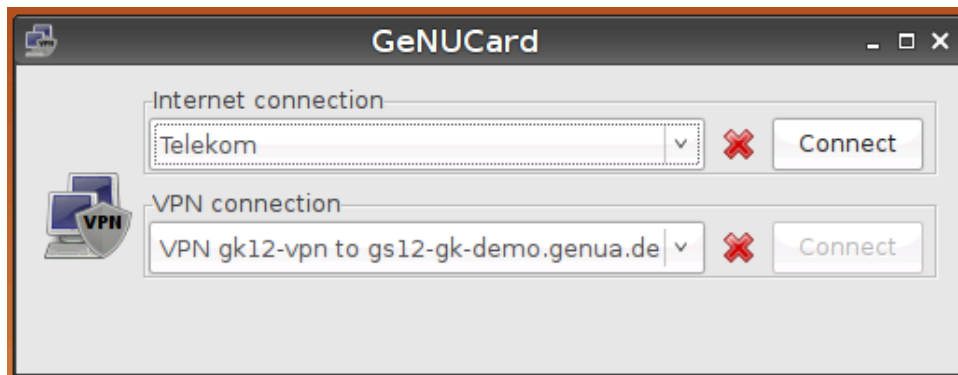 GeNUCard
Internet connection
Telekom
Connect
VPN connection
VPN
VPN gk12-vpn to gs12-gk-demo.genua.de
Connect